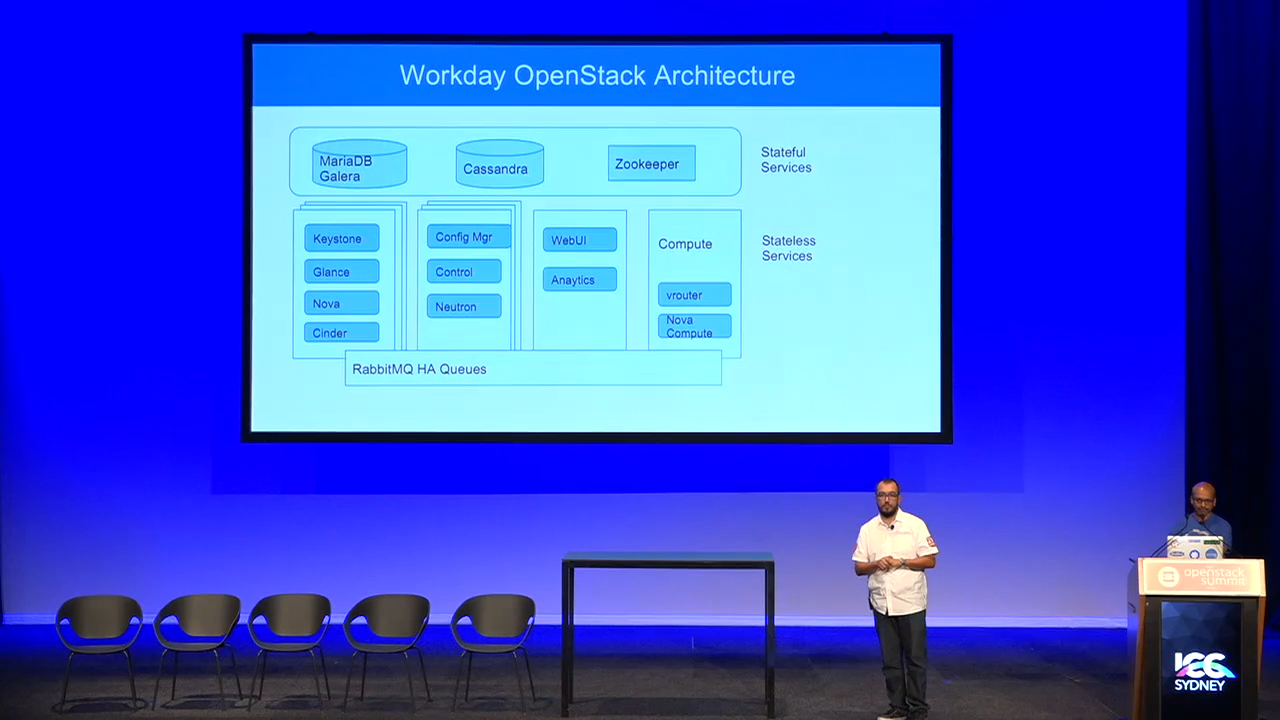 Workday OpenStack Architecture
MariaDB
Galera
Cassandra
Zookeeper
Stateful
Services
Keystone
Glance
Nova
Cinder
Config Mgr
Control
Neutron
WebUI
Anaytics
Compute
vrouter
Nova
Compute
Stateless
Services
RabbitMQ HA Queues
openstack
summit
ICC
SYDNEY